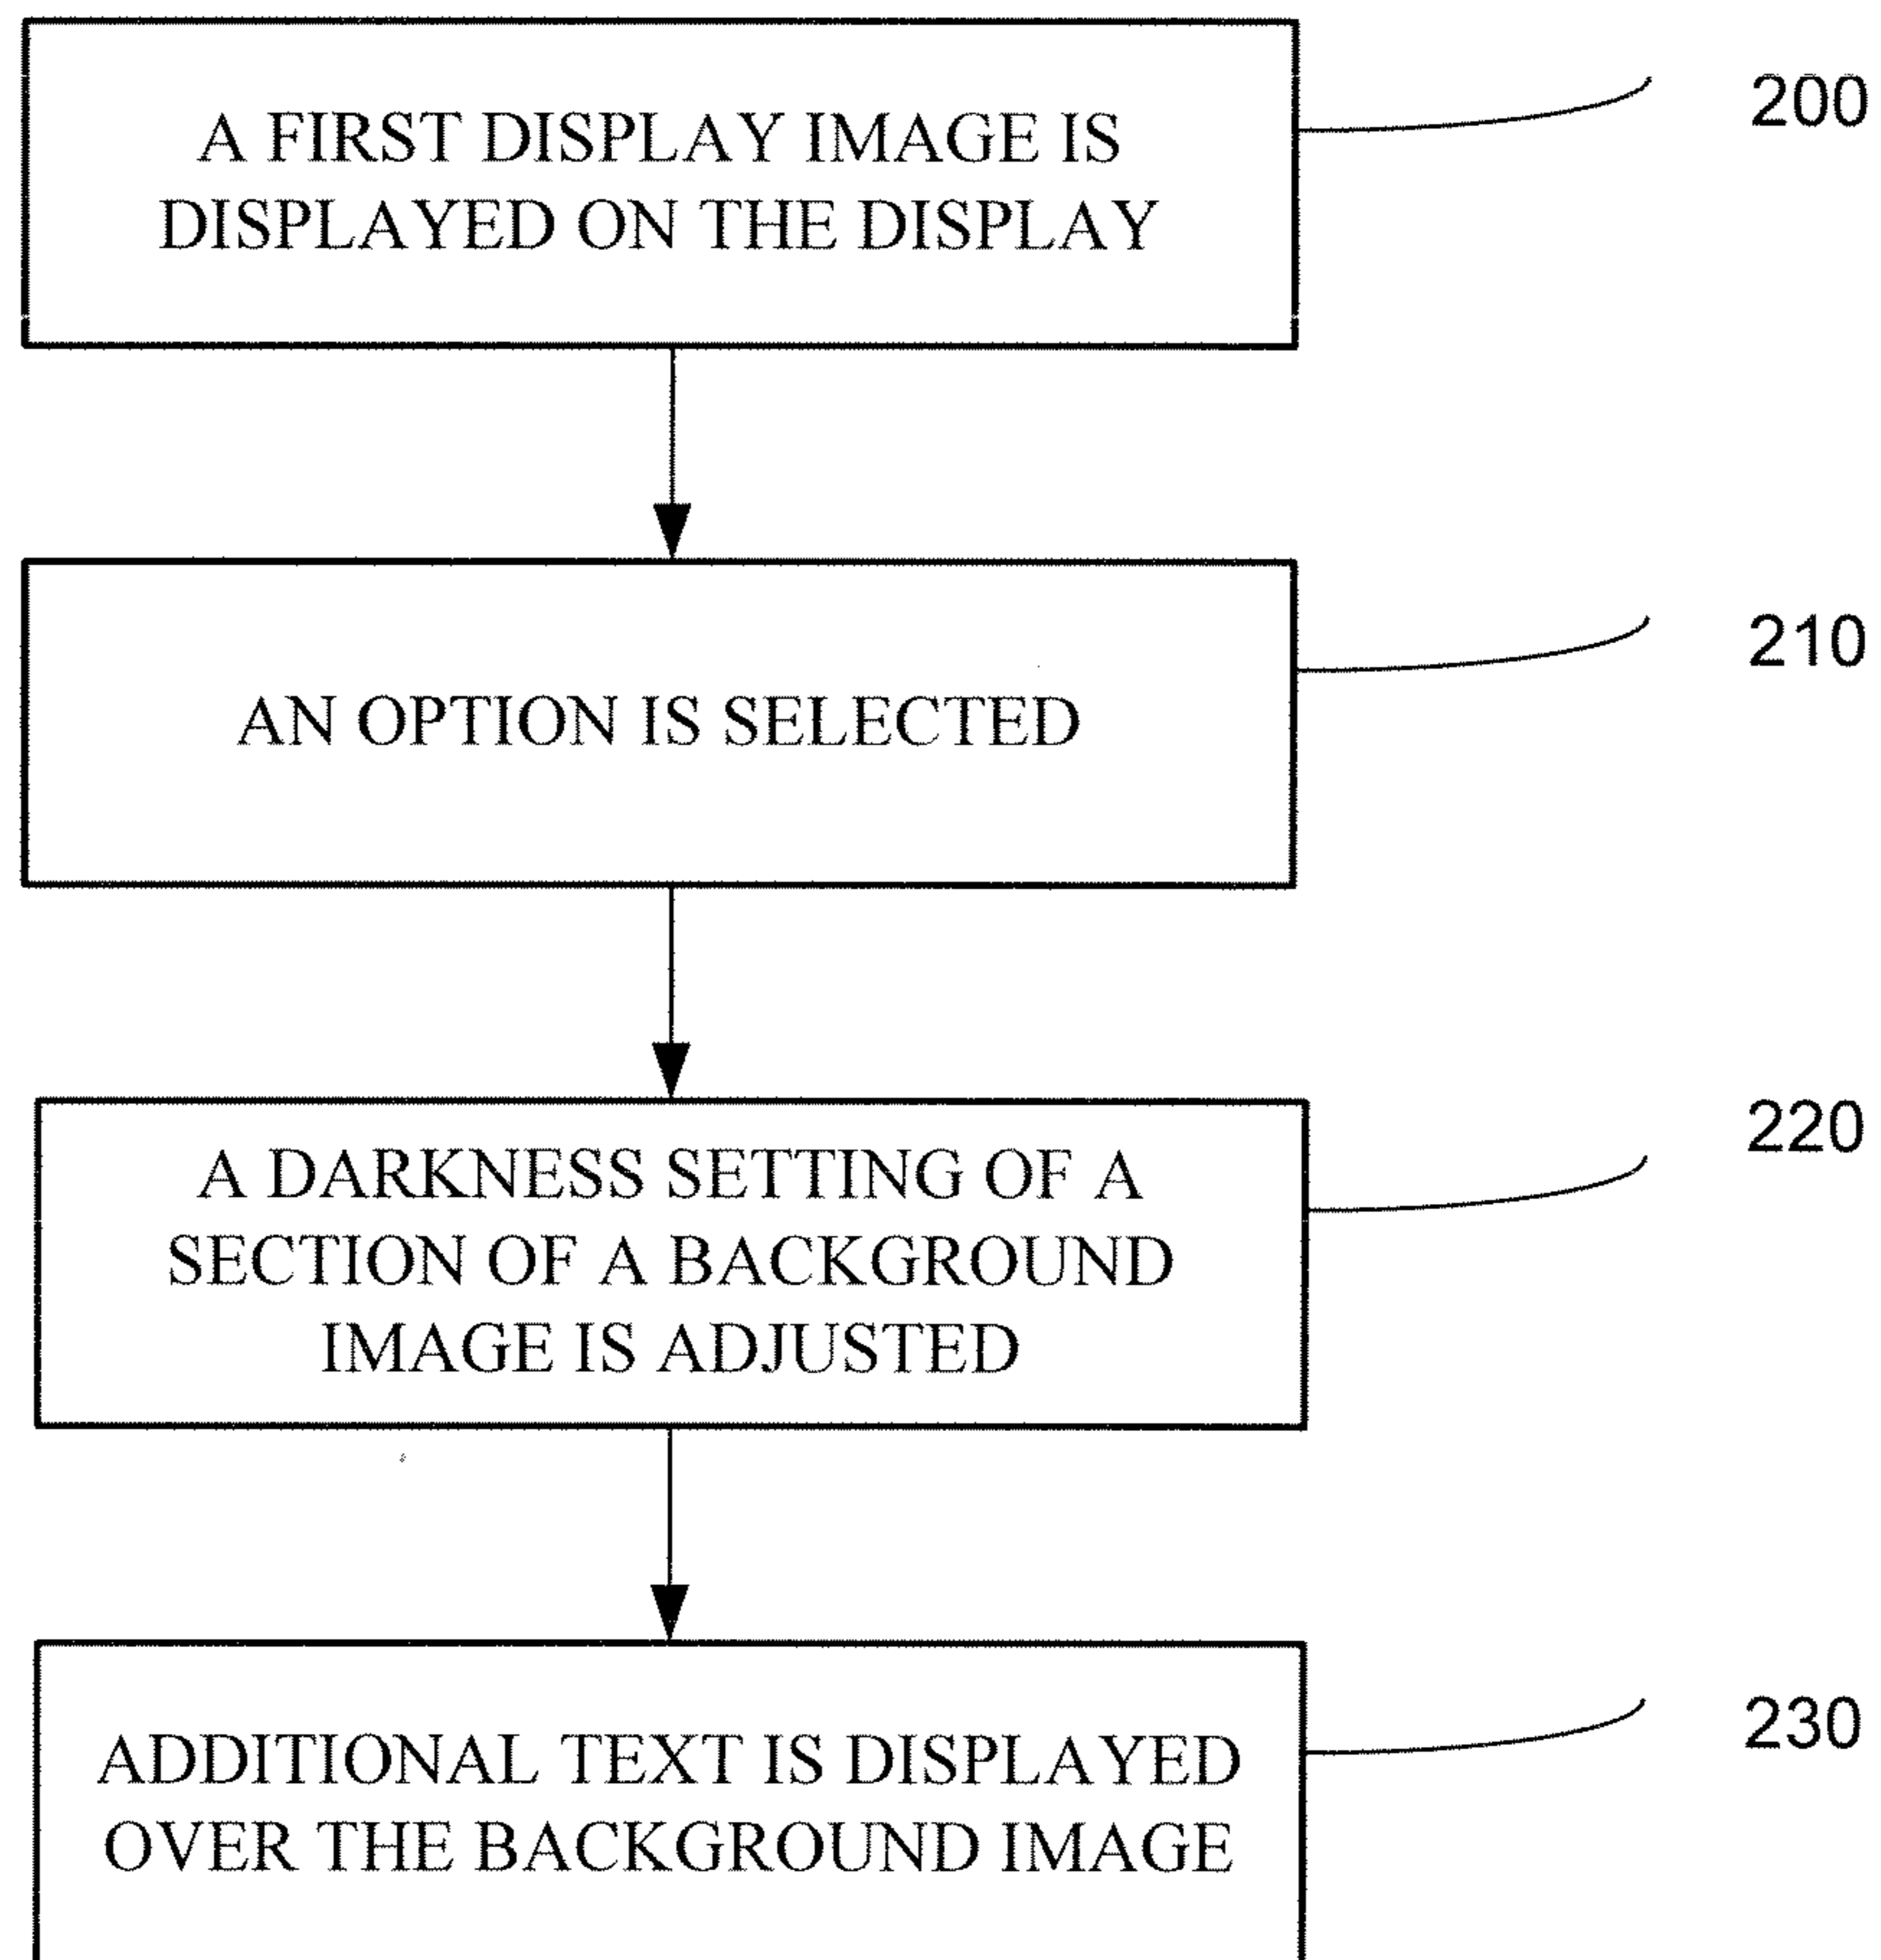 A FIRST DISPLAY IMAGE IS
DISPLAYED ON THE DISPLAY
200
AN OPTION IS SELECTED
210
A DARKNESS SETTING OF A
SECTION OF A BACKGROUND
IMAGE IS ADJUSTED
220
ADDITIONAL TEXT IS DISPLAYED
OVER THE BACKGROUND IMAGE
230